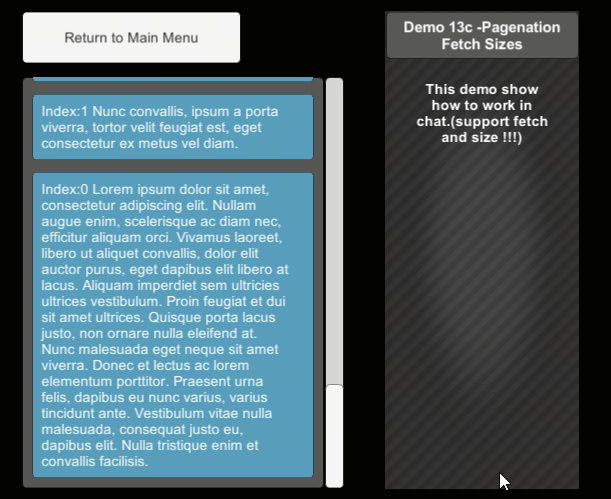 Return to Main Menu
Index:1 Nunc convallis, ipsum a porta
viverra, tortor velit feugiat est, eget
consectetur ex metus vel diam.
Index:0 Lorem ipsum dolor sit amet,
consectetur adipiscing elit. Nullam
augue enim, scelerisque ac diam nec,
efficitur aliquam orci. Vivamus laoreet,
libero ut aliquet convallis, dolor elit
auctor purus, eget dapibus elit libero at
lacus. Aliquam imperdiet sem ultricies
ultrices vestibulum. Proin feugiat et dui
sit amet ultrices. Quisque porta lacus
justo, non ornare nulla eleifend at.
Nunc malesuada eget neque sit amet
viverra. Donec et lectus ac lorem
elementum porttitor. Praesent urna
felis, dapibus eu nunc varius, varius
tincidunt ante. Vestibulum vitae nulla
malesuada, consequat justo eu,
dapibus elit. Nulla tristique enim et
convallis facilisis.
Demo 13c -Pagenation
Fetch Sizes
This demo show
how to work in
chat.(support fetch
and size !!!)